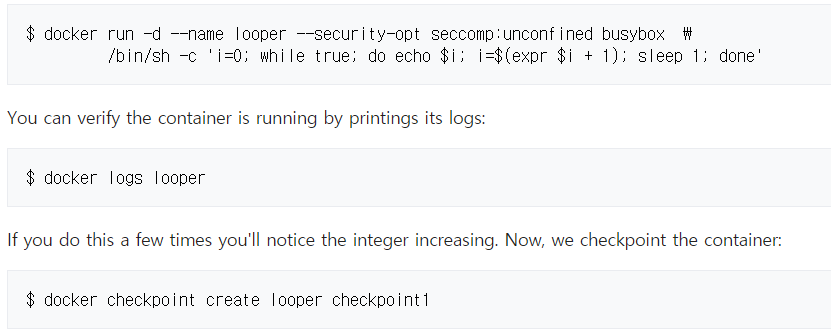 $ docker run -d --name looper --security-opt seccomp:unconfined busybox ₩
/bin/sh -c 'i=0; while true; do echo $i; i=$(expr $i + 1); sleep 1; done'
You can verify the container is running by printings its logs:
$ docker logs looper
If you do this a few times you'll notice the integer increasing. Now, we checkpoint the container:
$ docker checkpoint create looper checkpoint1